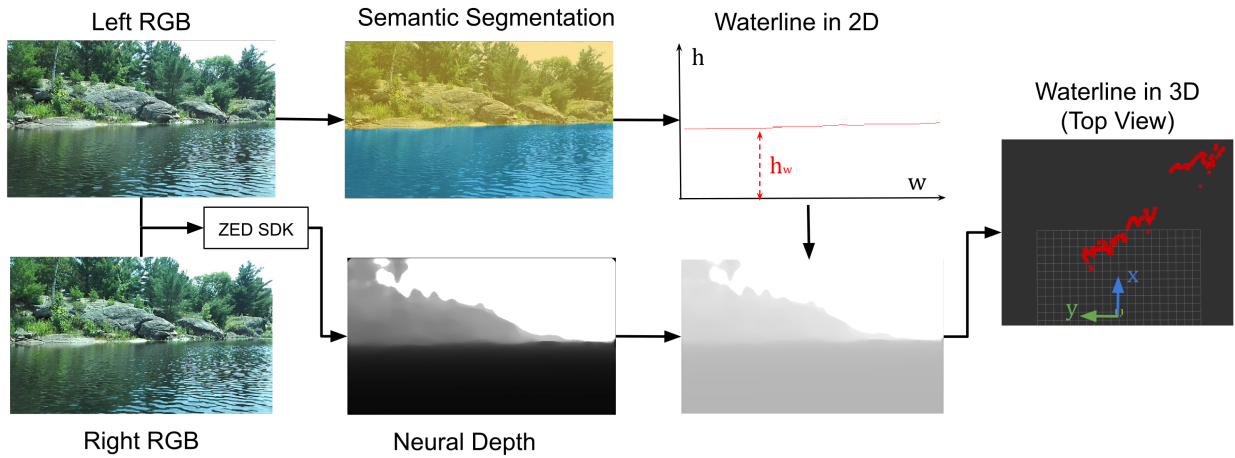 Left RGB
Semantic Segmentation
Waterline in 2D
h
hw
w
Waterline in 3D
(Top View)
ZED SDK
x
y
Right RGB
Neural Depth